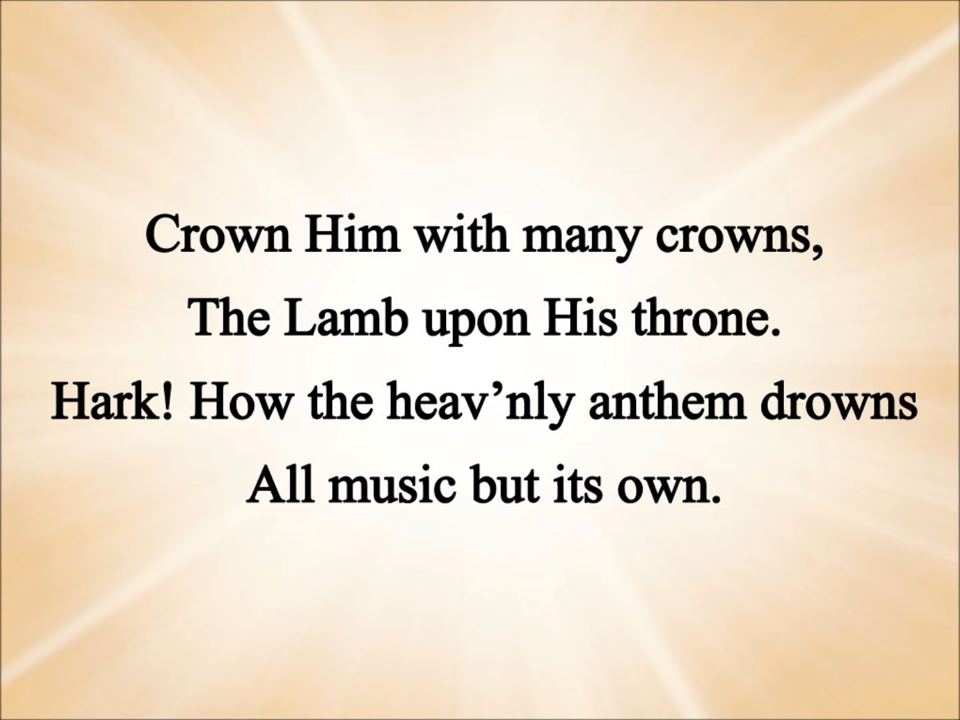 Crown Him with many crowns,
The Lamb upon His throne.
Hark! How the heav’nly anthem drowns
All music but its own.